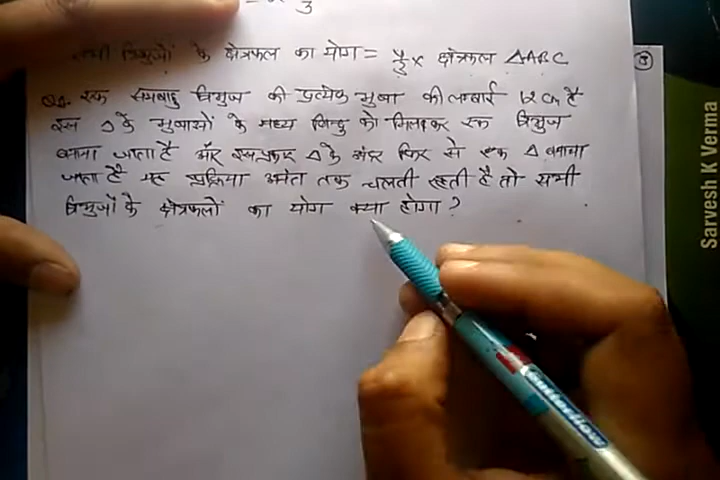 3
सभी त्रिभुजों के क्षेत्रफल का योग = 4/3 × क्षेत्रफल △ABC
Q. एक समबाहु त्रिभुज की प्रत्येक भुजा की लम्बाई 12 cm है
इस △ के भुजाओं के मध्य बिन्दु को मिलाकर एक त्रिभुज
बनाया जाता है और इसप्रकार △ के अंदर फिर से एक △ बनाया
जाता है यह प्रक्रिया अनंत तक चलती रहती है तो सभी
त्रिभुजों के क्षेत्रफलों का योग क्या होगा ?
Sarvesh K Verma